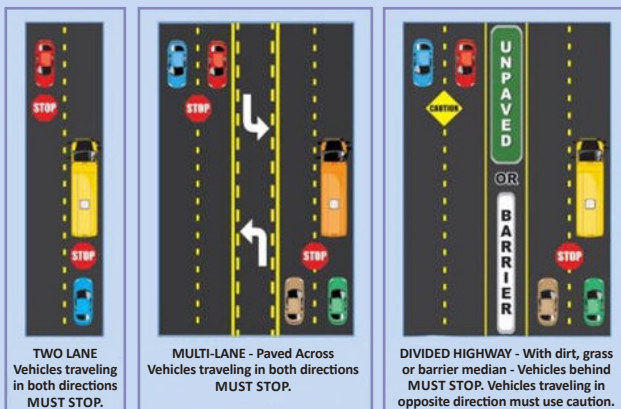 STOP
STOP
TWO LANE
Vehicles traveling
in both directions
MUST STOP.
STOP
STOP
MULTI-LANE - Paved Across
Vehicles traveling in both directions
MUST STOP.
CAUTION
UNPAVED
OR
BARRIER
STOP
DIVIDED HIGHWAY - With dirt, grass
or barrier median - Vehicles behind
MUST STOP. Vehicles traveling in
opposite direction must use caution.